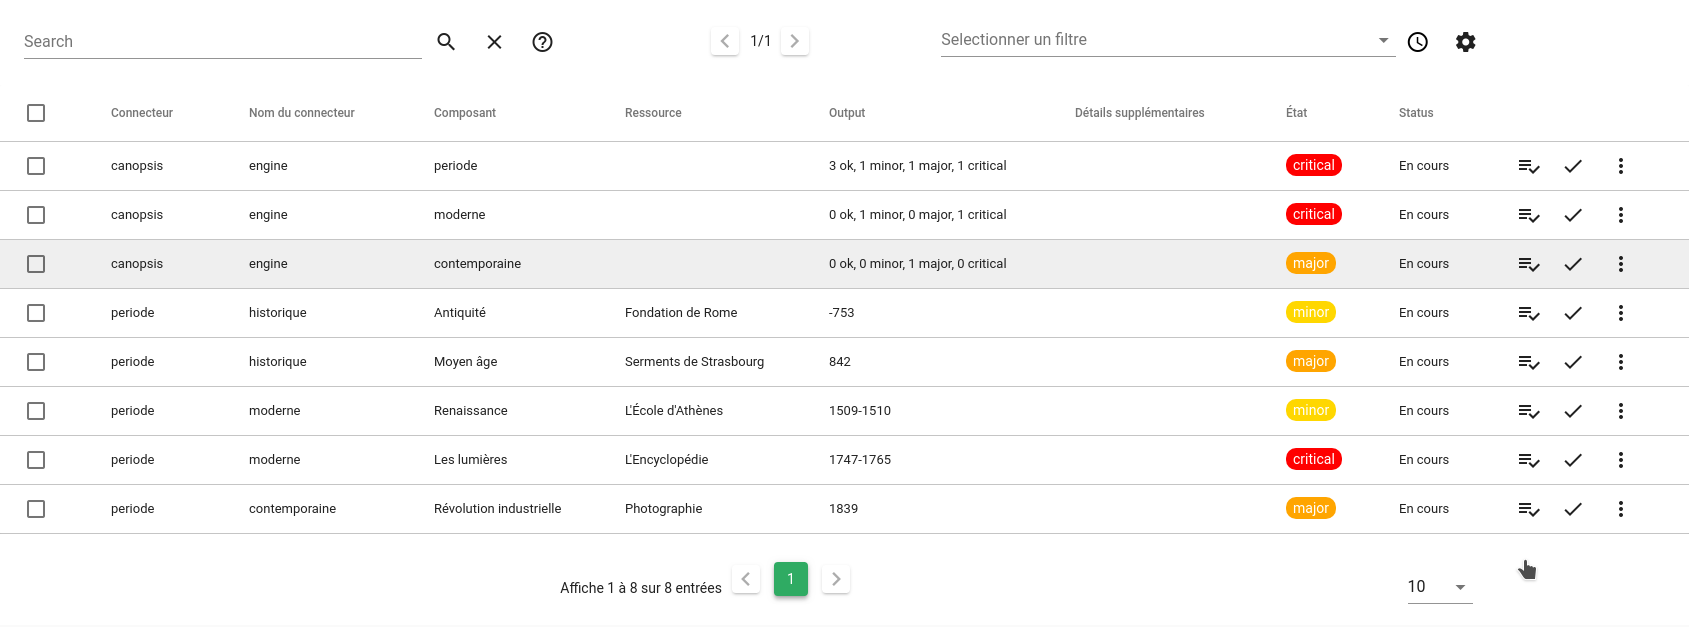 Search 1/1 Selectionner un filtre
Connecteur Nom du connecteur Composant Ressource Output Détails supplémentaires État Status
canopsis engine periode 3 ok, 1 minor, 1 major, 1 critical critical En cours
canopsis engine moderne 0 ok, 1 minor, 0 major, 1 critical critical En cours
canopsis engine contemporaine 0 ok, 0 minor, 1 major, 0 critical major En cours
periode historique Antiquité Fondation de Rome -753 minor En cours
periode historique Moyen âge Serments de Strasbourg 842 major En cours
periode moderne Renaissance L'École d'Athènes 1509-1510 minor En cours
periode moderne Les lumières L'Encyclopédie 1747-1765 critical En cours
periode contemporaine Révolution industrielle Photographie 1839 major En cours
Affiche 1 à 8 sur 8 entrées 1 10